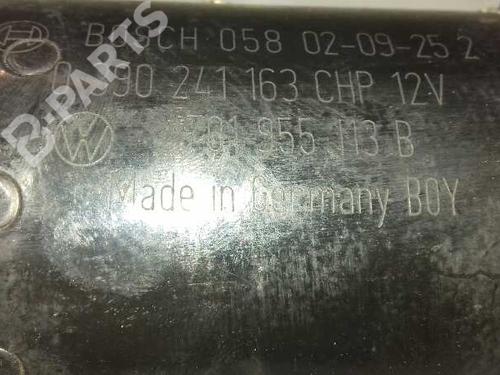 BOSCH 058 02-09-25 2
0 390 241 163 CHP 12V
701 955 113 B
Made in Germany BOY
B-PARTS